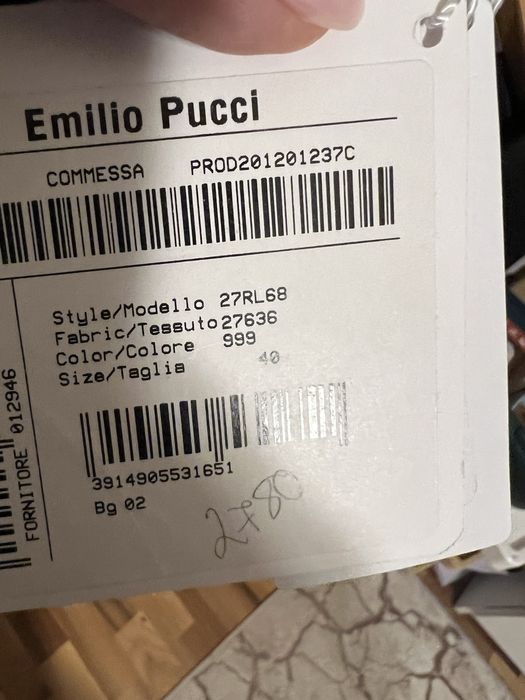 Emilio Pucci
COMMESSA PROD201201237C
Style/Modello 27RL68
Fabric/Tessuto 27636
Color/Colore 999
Size/Taglia 40
3914905531651
Bg 02
2780
FORNITORE 012946